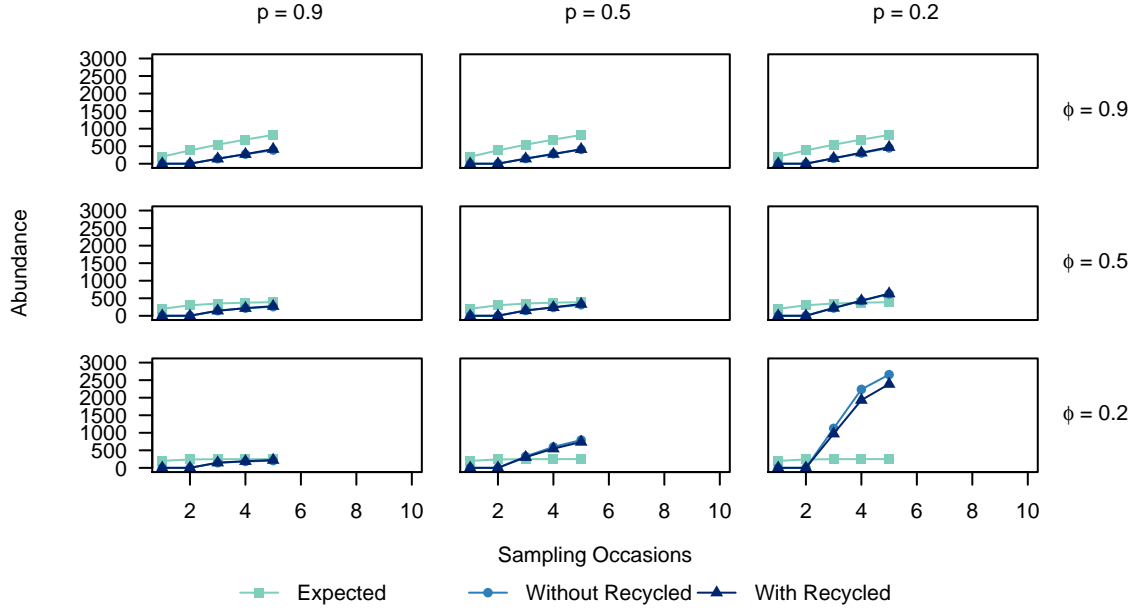 p = 0.9 p = 0.5 p = 0.2
3000
2500
2000
1500
1000
500
0
ϕ = 0.9
3000
2500
2000
1500
1000
500
0
ϕ = 0.5
3000
2500
2000
1500
1000
500
0
ϕ = 0.2
Abundance
2 4 6 8 10 2 4 6 8 10 2 4 6 8 10
Sampling Occasions
Expected Without Recycled With Recycled